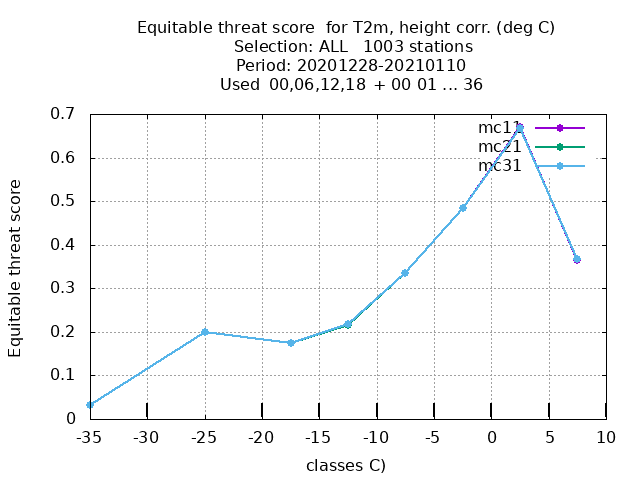 Equitable threat score for T2m, height corr. (deg C)
Selection: ALL 1003 stations
Period: 20201228-20210110
Used 00,06,12,18 + 00 01 ... 36
mc11
mc21
mc31
Equitable threat score
0.7
0.6
0.5
0.4
0.3
0.2
0.1
0
-35 -30 -25 -20 -15 -10 -5 0 5 10
classes C)